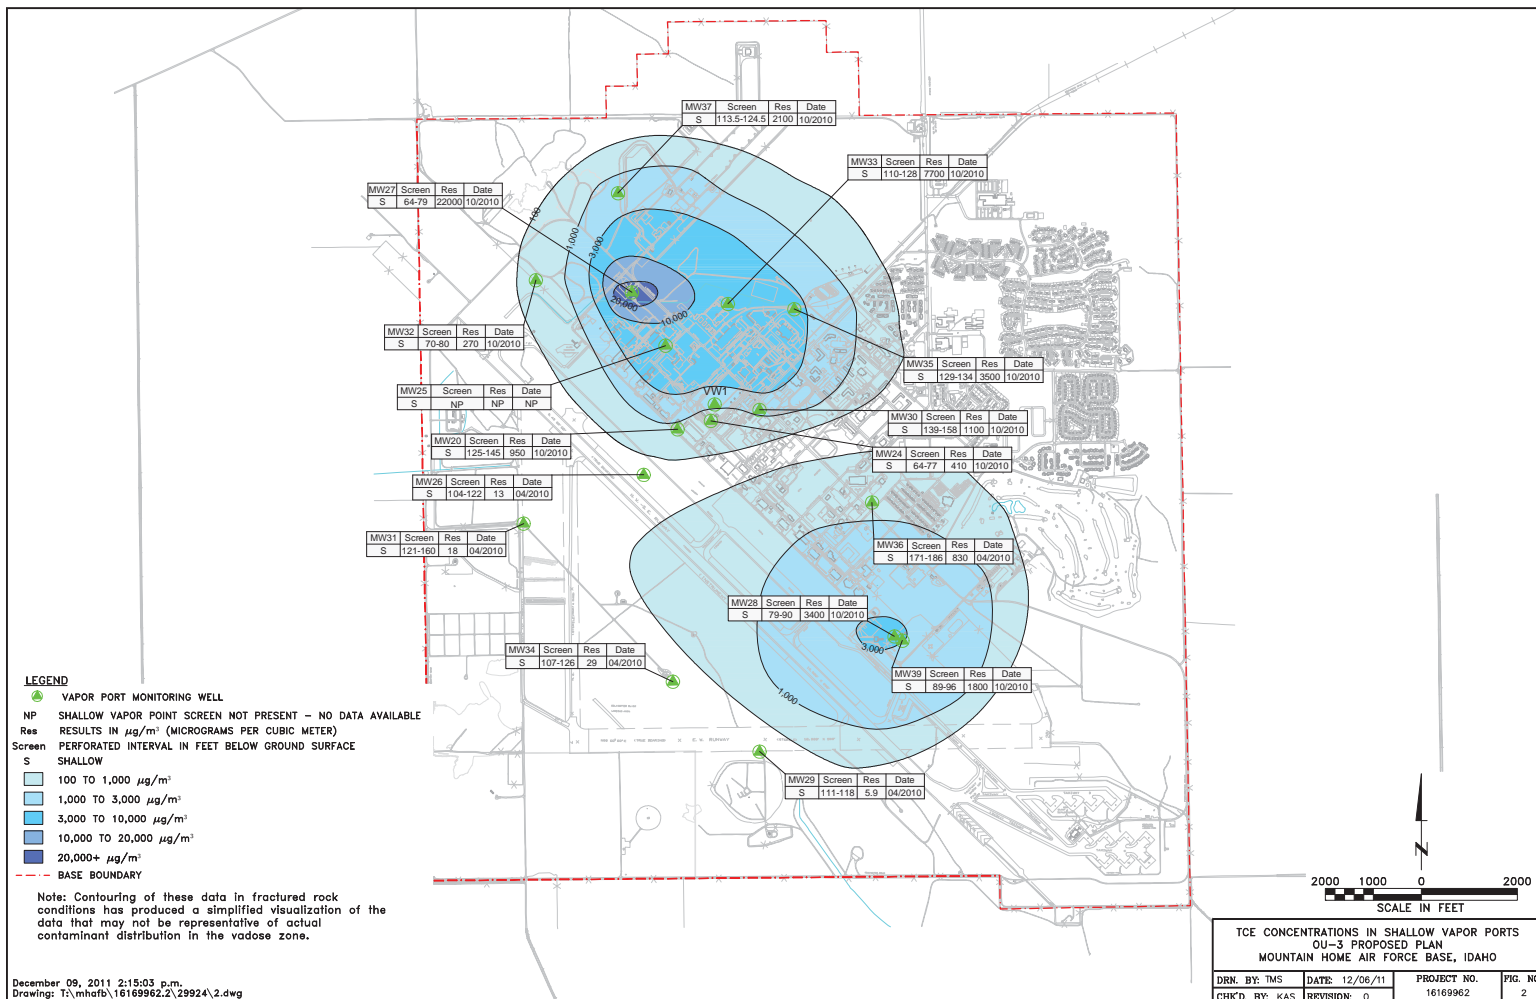 MW37 Screen Res Date
S 113.5-124.5 2100 10/2010
MW33 Screen Res Date
S 110-128 7700 10/2010
MW27 Screen Res Date
S 64-79 22000 10/2010
100
1,000
3,000
20,000
10,000
MW32 Screen Res Date
S 70-80 270 10/2010
MW35 Screen Res Date
S 129-134 3500 10/2010
MW25 Screen Res Date
S NP NP NP
VW1
MW30 Screen Res Date
S 139-158 1100 10/2010
MW20 Screen Res Date
S 125-145 950 10/2010
MW24 Screen Res Date
S 64-77 410 10/2010
MW26 Screen Res Date
S 104-122 13 04/2010
MW31 Screen Res Date
S 121-160 18 04/2010
MW36 Screen Res Date
S 171-186 830 04/2010
MW28 Screen Res Date
S 79-90 3400 10/2010
3,000
MW34 Screen Res Date
S 107-126 29 04/2010
MW39 Screen Res Date
S 89-96 1800 10/2010
1,000
MW29 Screen Res Date
S 111-118 5.9 04/2010
LEGEND
VAPOR PORT MONITORING WELL
NP SHALLOW VAPOR POINT SCREEN NOT PRESENT – NO DATA AVAILABLE
Res RESULTS IN µg/m³ (MICROGRAMS PER CUBIC METER)
Screen PERFORATED INTERVAL IN FEET BELOW GROUND SURFACE
S SHALLOW
100 TO 1,000 µg/m³
1,000 TO 3,000 µg/m³
3,000 TO 10,000 µg/m³
10,000 TO 20,000 µg/m³
20,000+ µg/m³
BASE BOUNDARY
Note: Contouring of these data in fractured rock
conditions has produced a simplified visualization of the
data that may not be representative of actual
contaminant distribution in the vadose zone.
December 09, 2011 2:15:03 p.m.
Drawing: T:\mhafb\16169962.2\29924\2.dwg
N
2000 1000 0 2000
SCALE IN FEET
TCE CONCENTRATIONS IN SHALLOW VAPOR PORTS
OU-3 PROPOSED PLAN
MOUNTAIN HOME AIR FORCE BASE, IDAHO
DRN. BY: TMS DATE: 12/06/11 PROJECT NO. FIG. NO
CHK'D. BY: KAS REVISION: 0 16169962 2